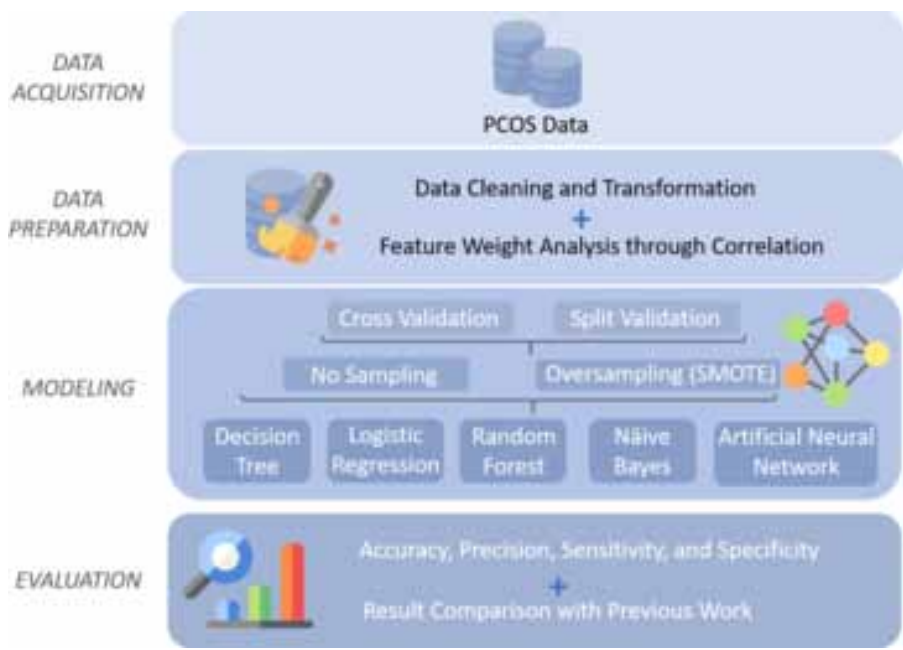 DATA
ACQUISITION
PCOS Data
DATA
PREPARATION
Data Cleaning and Transformation
+
Feature Weight Analysis through Correlation
MODELING
Cross Validation
Split Validation
No Sampling
Oversampling (SMOTE)
Decision
Tree
Logistic
Regression
Random
Forest
Näive
Bayes
Artificial Neural
Network
EVALUATION
Accuracy, Precision, Sensitivity, and Specificity
+
Result Comparison with Previous Work